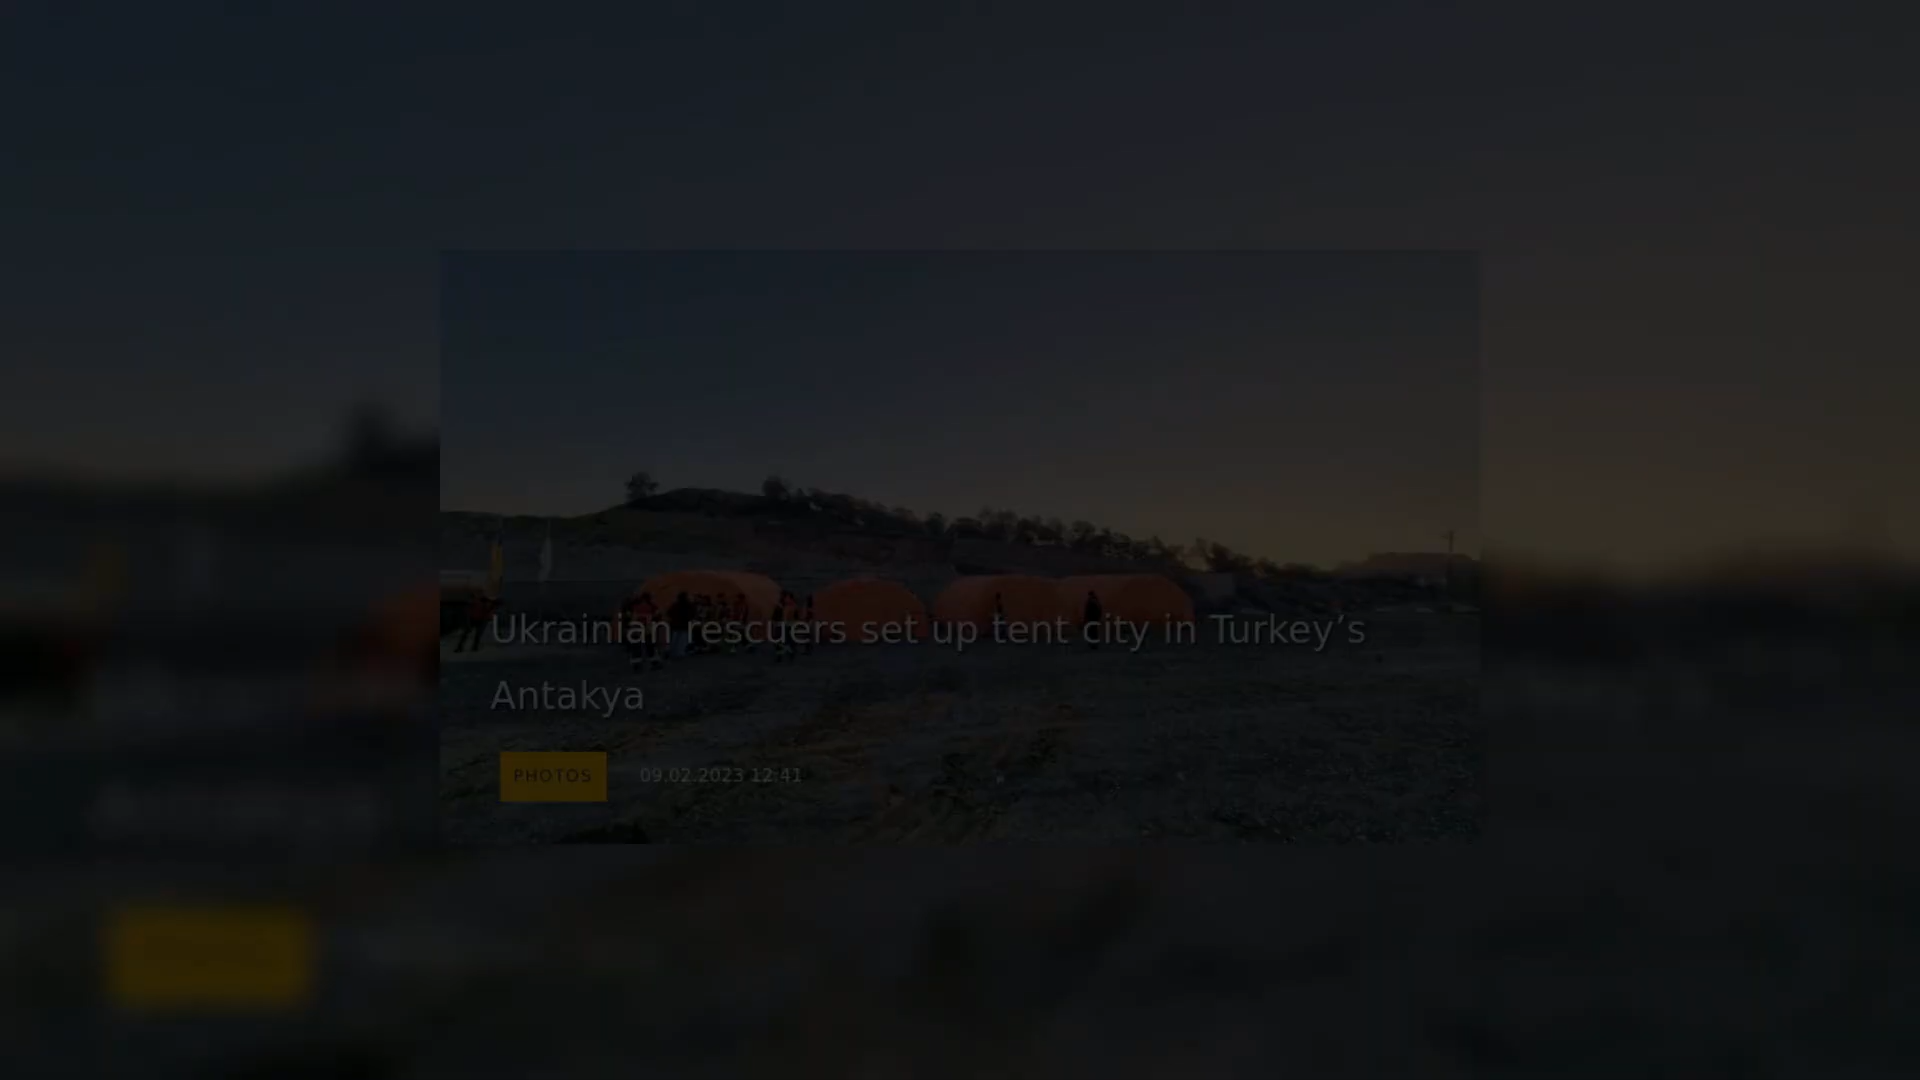 Ukrainian rescuers set up tent city in Turkey’s
Antakya
PHOTOS 09.02.2023 12:41